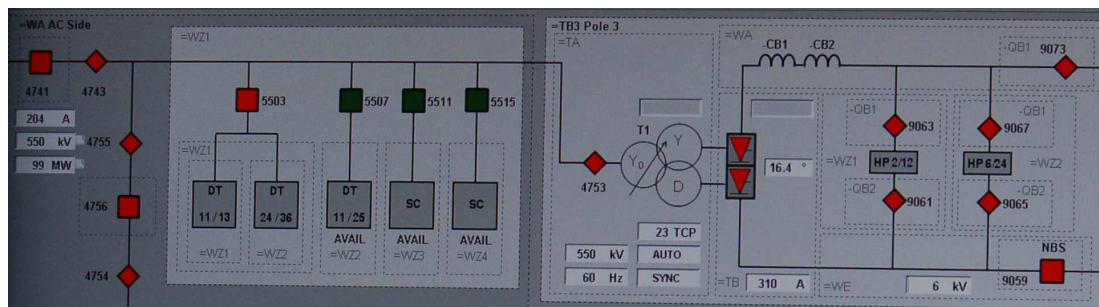 =WA AC Side
4741
4743
204 A
550 kV
99 MW
4755
4756
4754
=WZ1
5503
5507
5511
5515
=WZ1
DT
11/13
DT
24/36
DT
11/25
SC
SC
=WZ1
=WZ2
AVAIL
=WZ2
AVAIL
=WZ3
AVAIL
=WZ4
=TB3 Pole 3
=TA
4753
T1
Y0
Y
D
23 TCP
550 kV
AUTO
60 Hz
SYNC
=WA
-CB1
-CB2
-QB1
9073
16.4 °
-QB1
9063
=WZ1
HP 2/12
-QB2
9061
-QB1
9067
HP 6/24
=WZ2
-QB2
9065
=TB
310 A
=WE
6 kV
NBS
9059